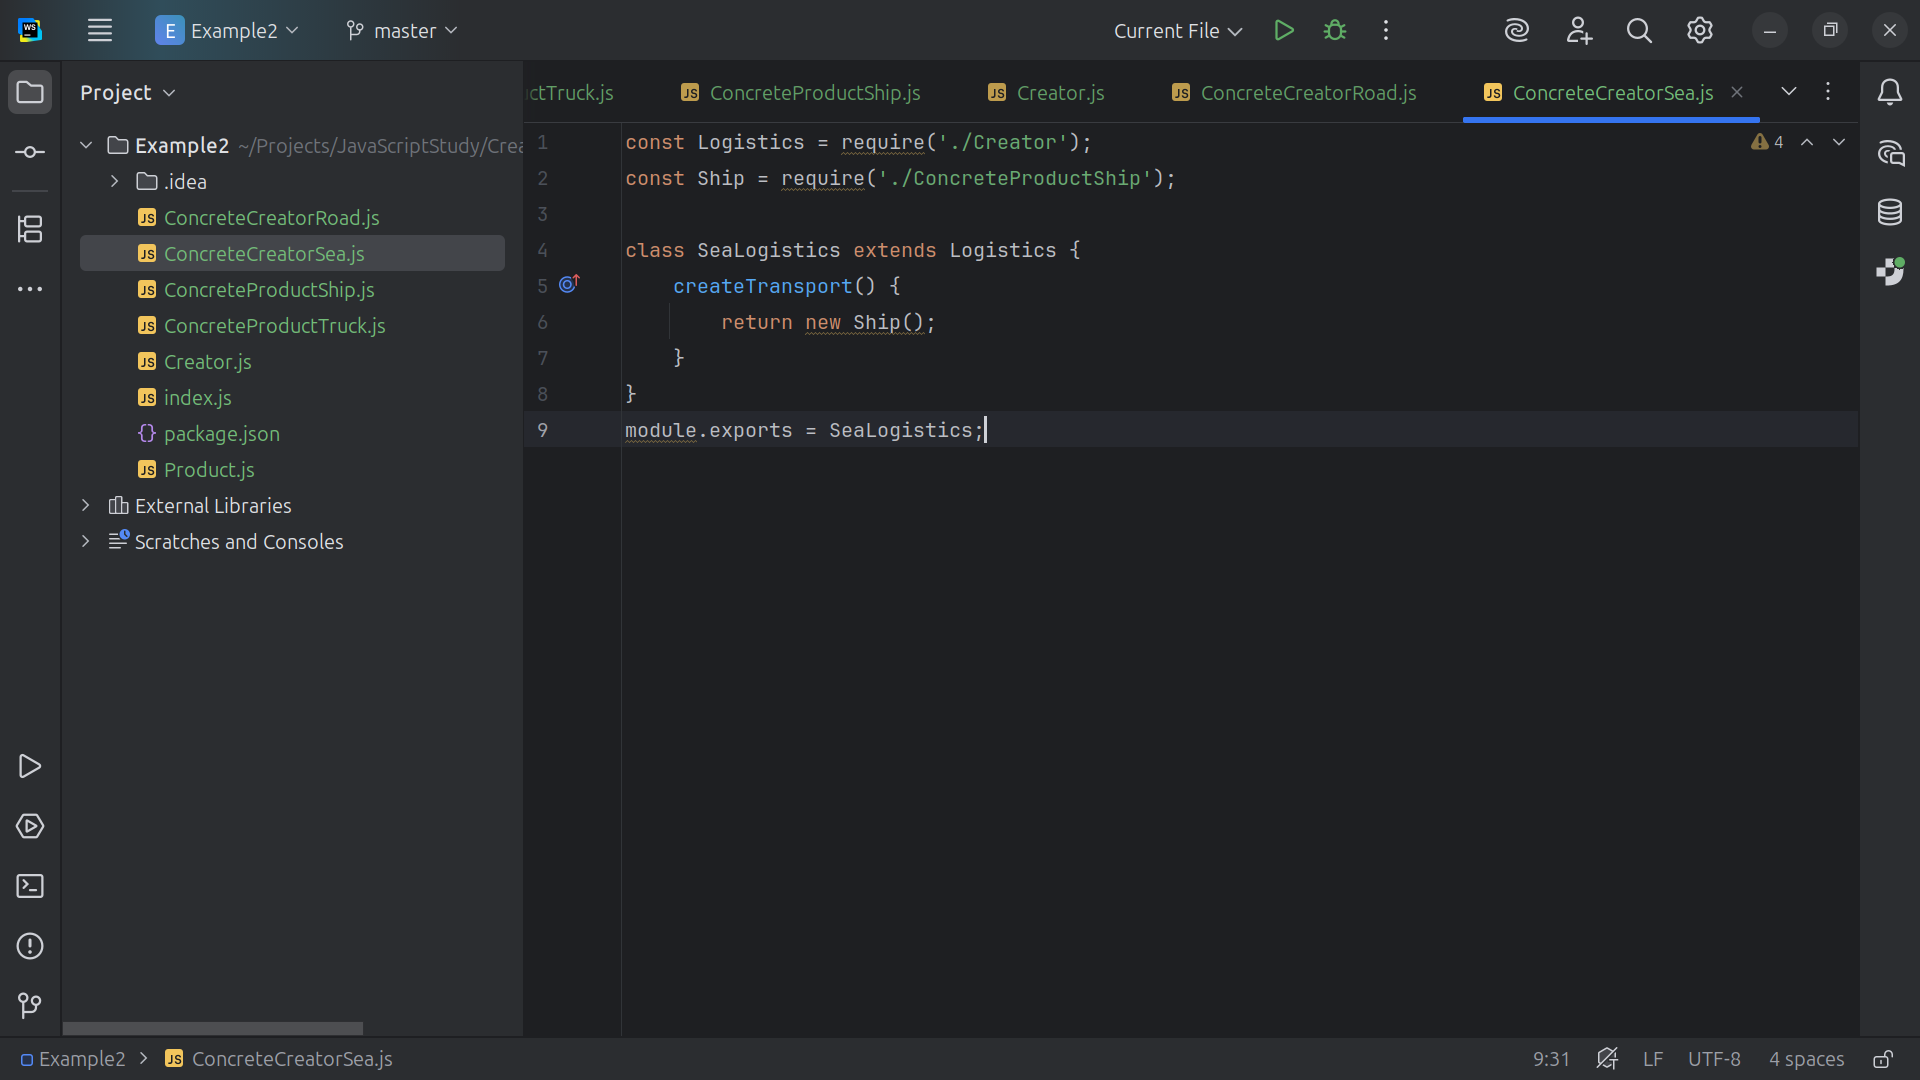 WS
E Example2
master
Current File
Project
Example2 ~/Projects/JavaScriptStudy/Crea
.idea
JS ConcreteCreatorRoad.js
JS ConcreteCreatorSea.js
JS ConcreteProductShip.js
JS ConcreteProductTruck.js
JS Creator.js
JS index.js
{} package.json
JS Product.js
External Libraries
Scratches and Consoles
ctTruck.js
JS ConcreteProductShip.js
JS Creator.js
JS ConcreteCreatorRoad.js
JS ConcreteCreatorSea.js
4
1 const Logistics = require('./Creator');
2 const Ship = require('./ConcreteProductShip');
3
4 class SeaLogistics extends Logistics {
5     createTransport() {
6         return new Ship();
7     }
8 }
9 module.exports = SeaLogistics;
Example2
JS ConcreteCreatorSea.js
9:31
LF
UTF-8
4 spaces